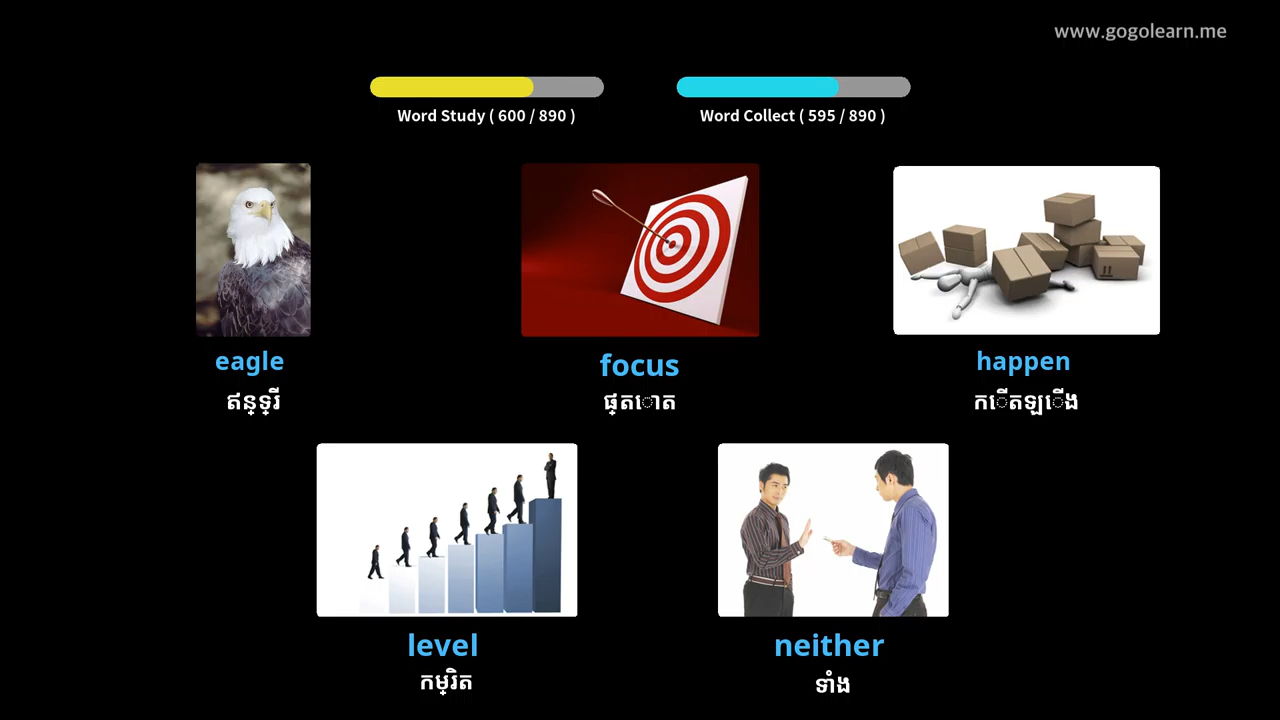 www.gogolearn.me
Word Study ( 600 / 890 )
Word Collect ( 595 / 890 )
eagle
focus
happen
ឥន្ទ្រី
ផ្តោត
កើតឡើង
level
neither
កម្រិត
ទាំង